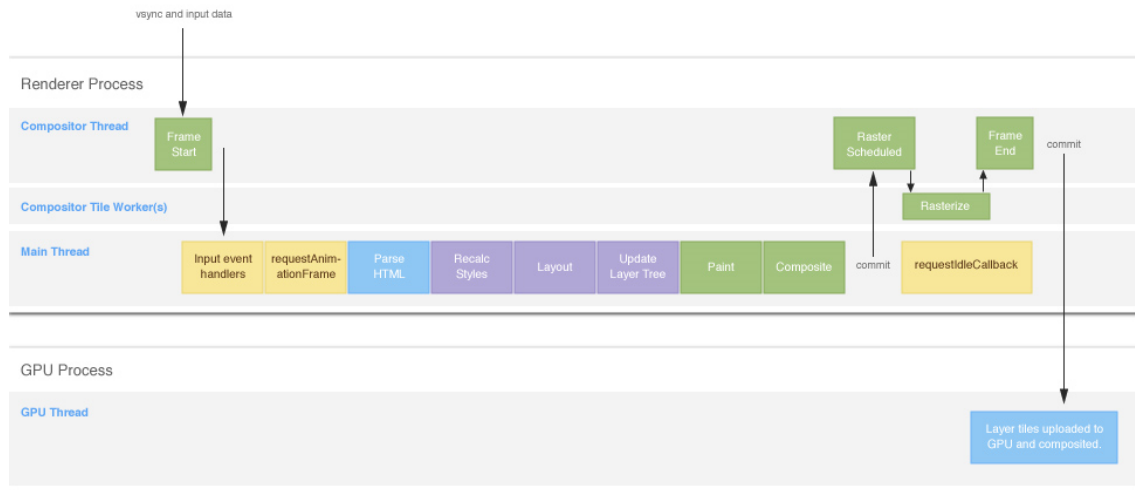 vsync and input data
Renderer Process
Compositor Thread
Frame
Start
Raster
Scheduled
Frame
End
commit
Compositor Tile Worker(s)
Rasterize
Main Thread
Input event
handlers
requestAnim-
ationFrame
Parse
HTML
Recalc
Styles
Layout
Update
Layer Tree
Paint
Composite
commit
requestIdleCallback
GPU Process
GPU Thread
Layer tiles uploaded to
GPU and composited.